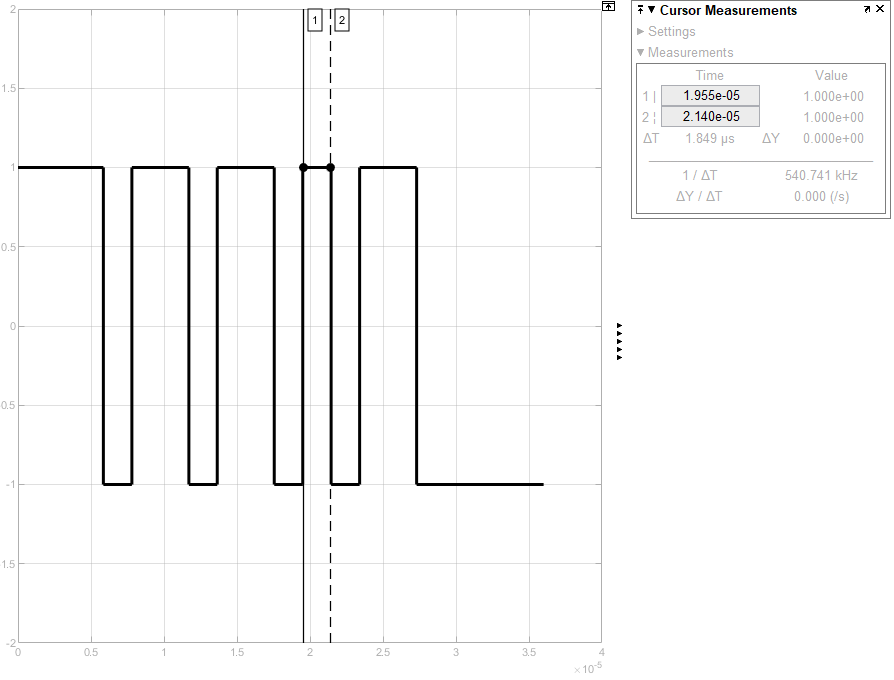 2
1.5
1
0.5
0
0.5
-1
1.5
-2
0 0.5 1 1.5 2 2.5 3 3.5 4
×10^-5
1 2
Cursor Measurements
Settings
Measurements
Time Value
1 | 1.955e-05 1.000e+00
2 ¦ 2.140e-05 1.000e+00
ΔT 1.849 µs ΔY 0.000e+00
1 / ΔT 540.741 kHz
ΔY / ΔT 0.000 (/s)